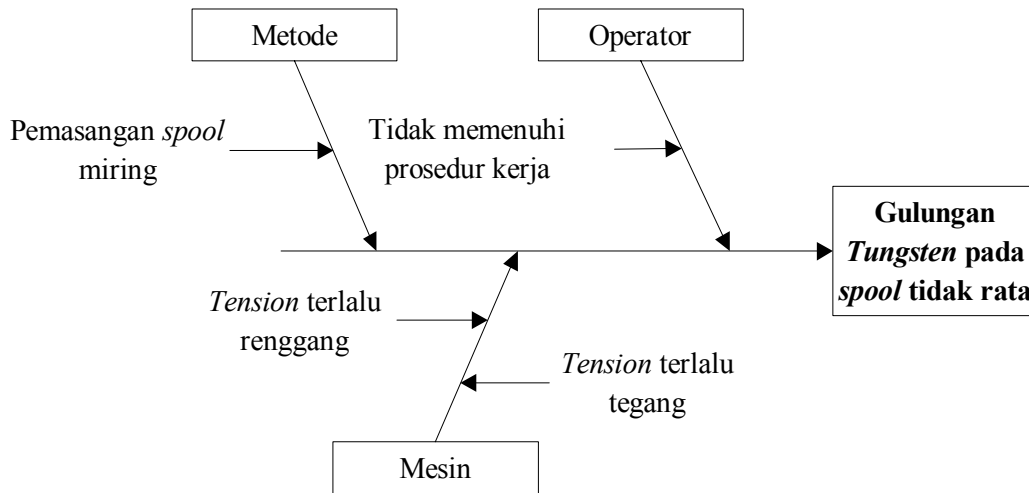 Metode
Operator
Pemasangan spool
miring
Tidak memenuhi
prosedur kerja
Gulungan
Tungsten pada
spool tidak rata
Tension terlalu
renggang
Tension terlalu
tegang
Mesin